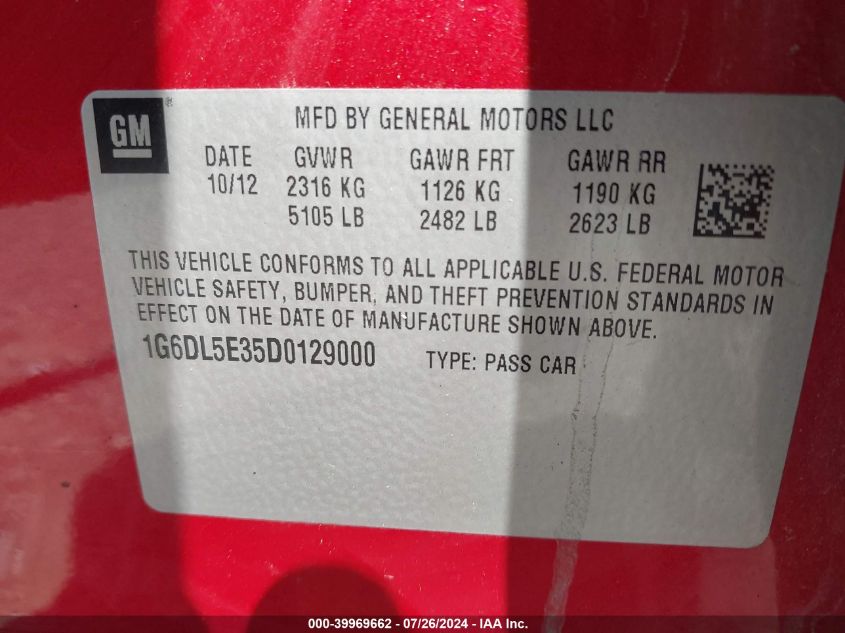 GM®
MFD BY GENERAL MOTORS LLC
DATE GVWR GAWR FRT GAWR RR
10/12 2316 KG 1126 KG 1190 KG
5105 LB 2482 LB 2623 LB
THIS VEHICLE CONFORMS TO ALL APPLICABLE U.S. FEDERAL MOTOR
VEHICLE SAFETY, BUMPER, AND THEFT PREVENTION STANDARDS IN
EFFECT ON THE DATE OF MANUFACTURE SHOWN ABOVE.
1G6DL5E35D0129000 TYPE: PASS CAR
000-39969662 - 07/26/2024 - IAA Inc.